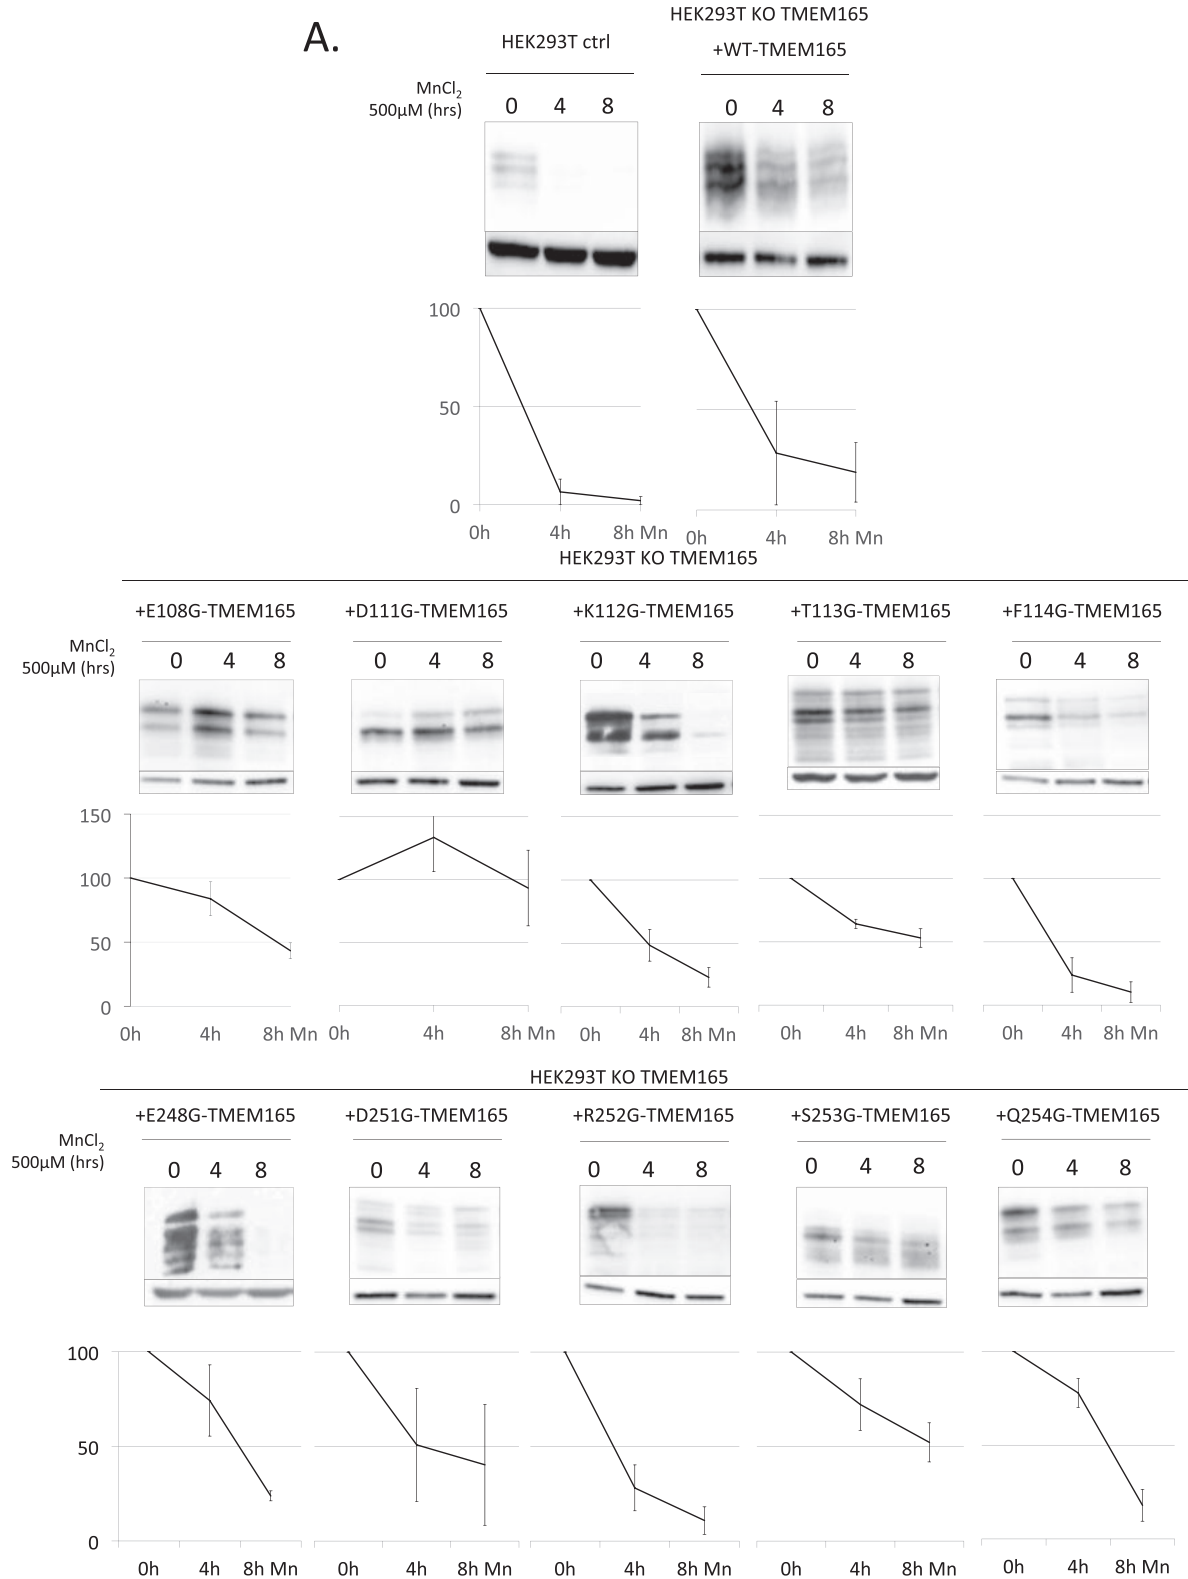 A.
HEK293T ctrl
HEK293T KO TMEM165
+WT-TMEM165
MnCl2
500µM (hrs)
0 4 8
0 4 8
100
50
0
0h 4h 8h Mn
0h 4h 8h Mn
HEK293T KO TMEM165
+E108G-TMEM165 +D111G-TMEM165 +K112G-TMEM165 +T113G-TMEM165 +F114G-TMEM165
MnCl2
500µM (hrs)
0 4 8 0 4 8 0 4 8 0 4 8 0 4 8
150
100
50
0
0h 4h 8h Mn 0h 4h 8h Mn 0h 4h 8h Mn 0h 4h 8h Mn 0h 4h 8h Mn
HEK293T KO TMEM165
+E248G-TMEM165 +D251G-TMEM165 +R252G-TMEM165 +S253G-TMEM165 +Q254G-TMEM165
MnCl2
500µM (hrs)
0 4 8 0 4 8 0 4 8 0 4 8 0 4 8
100
50
0
0h 4h 8h Mn 0h 4h 8h Mn 0h 4h 8h Mn 0h 4h 8h Mn 0h 4h 8h Mn